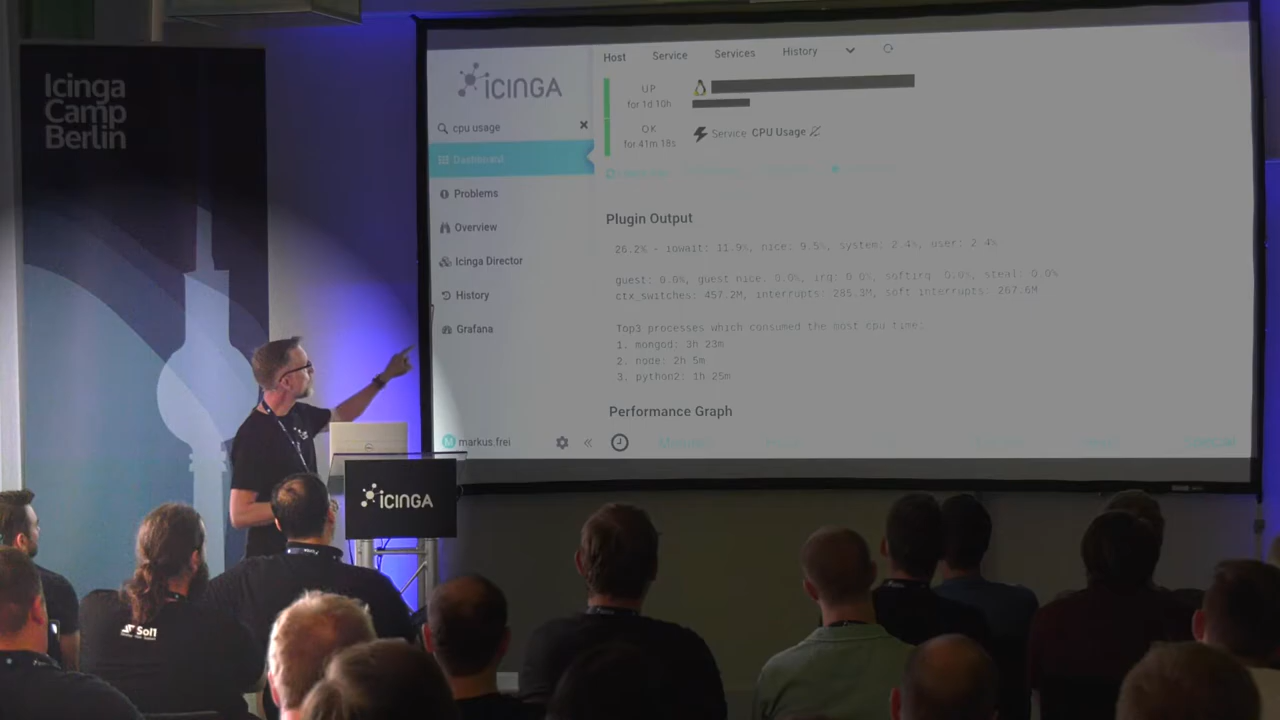 Icinga
Camp
Berlin
ICINGA
cpu usage
Dashboard
Problems
Overview
Icinga Director
History
Grafana
markus.frei
Host Service Services History
UP
for 1d 10h
OK
for 41m 18s
Service CPU Usage
Plugin Output
26.2% - iowait: 11.9%, nice: 9.5%, system: 2.4%, user: 2.4%
guest: 0.0%, guest_nice: 0.0%, irq: 0.0%, softirq: 0.0%, steal: 0.0%
ctx_switches: 457.2M, interrupts: 285.3M, soft_interrupts: 267.6M
Top3 processes which consumed the most cpu time:
1. mongod: 3h 23m
2. node: 2h 5m
3. python2: 1h 25m
Performance Graph
ICINGA
Sol1